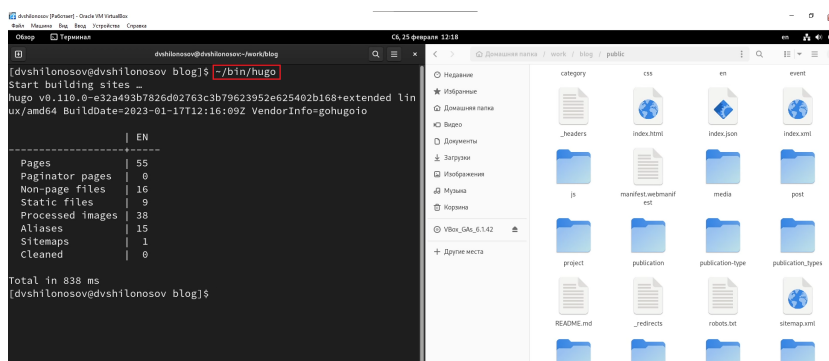 dvshilonosov [Работает] - Oracle VM VirtualBox
Файл Машина Вид Ввод Устройства Справка
Обзор Терминал Сб, 25 февраля 12:18 en
dvshilonosov@dvshilonosov:~/work/blog
[dvshilonosov@dvshilonosov blog]$ ~/bin/hugo
Start building sites …
hugo v0.110.0-e32a493b7826d02763c3b79623952e625402b168+extended lin
ux/amd64 BuildDate=2023-01-17T12:16:09Z VendorInfo=gohugoio
| EN
-------------------+-----
Pages | 55
Paginator pages | 0
Non-page files | 16
Static files | 9
Processed images | 38
Aliases | 15
Sitemaps | 1
Cleaned | 0
Total in 838 ms
[dvshilonosov@dvshilonosov blog]$
Домашняя папка / work / blog / public
Недавние
Избранные
Домашняя папка
Видео
Документы
Загрузки
Изображения
Музыка
Корзина
VBox_GAs_6.1.42
+ Другие места
category css en event
_headers index.html index.json index.xml
js manifest.webmanif
est media post
project publication publication-type publication_types
README.md _redirects robots.txt sitemap.xml